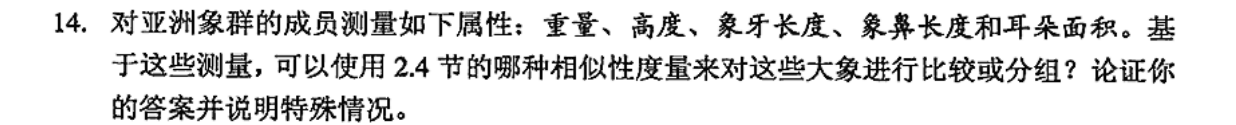 14. 对亚洲象群的成员测量如下属性：重量、高度、象牙长度、象鼻长度和耳朵面积。基
于这些测量，可以使用 2.4 节的哪种相似性度量来对这些大象进行比较或分组？论证你
的答案并说明特殊情况。